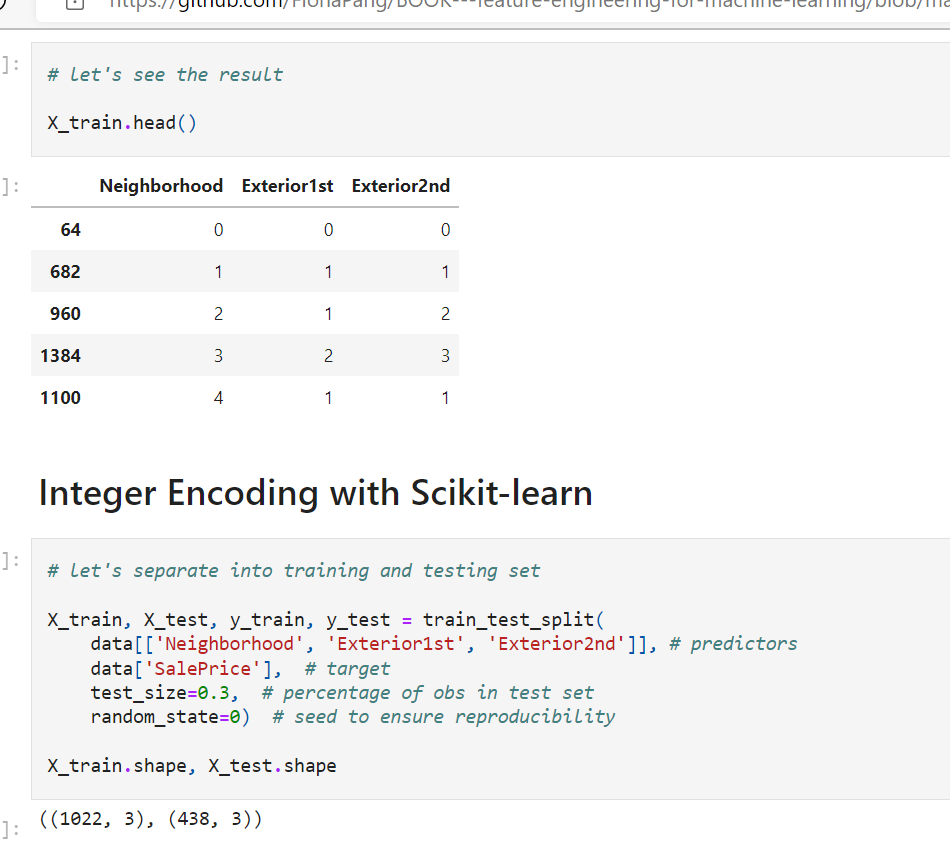 https://github.com/FionaPang/BOOK---feature-engineering-for-machine-learning/blob/ma
]:
# let's see the result
X_train.head()
]:
Neighborhood Exterior1st Exterior2nd
64 0 0 0
682 1 1 1
960 2 1 2
1384 3 2 3
1100 4 1 1
Integer Encoding with Scikit-learn
]:
# let's separate into training and testing set
X_train, X_test, y_train, y_test = train_test_split(
data[['Neighborhood', 'Exterior1st', 'Exterior2nd']], # predictors
data['SalePrice'], # target
test_size=0.3, # percentage of obs in test set
random_state=0) # seed to ensure reproducibility
X_train.shape, X_test.shape
]:
((1022, 3), (438, 3))